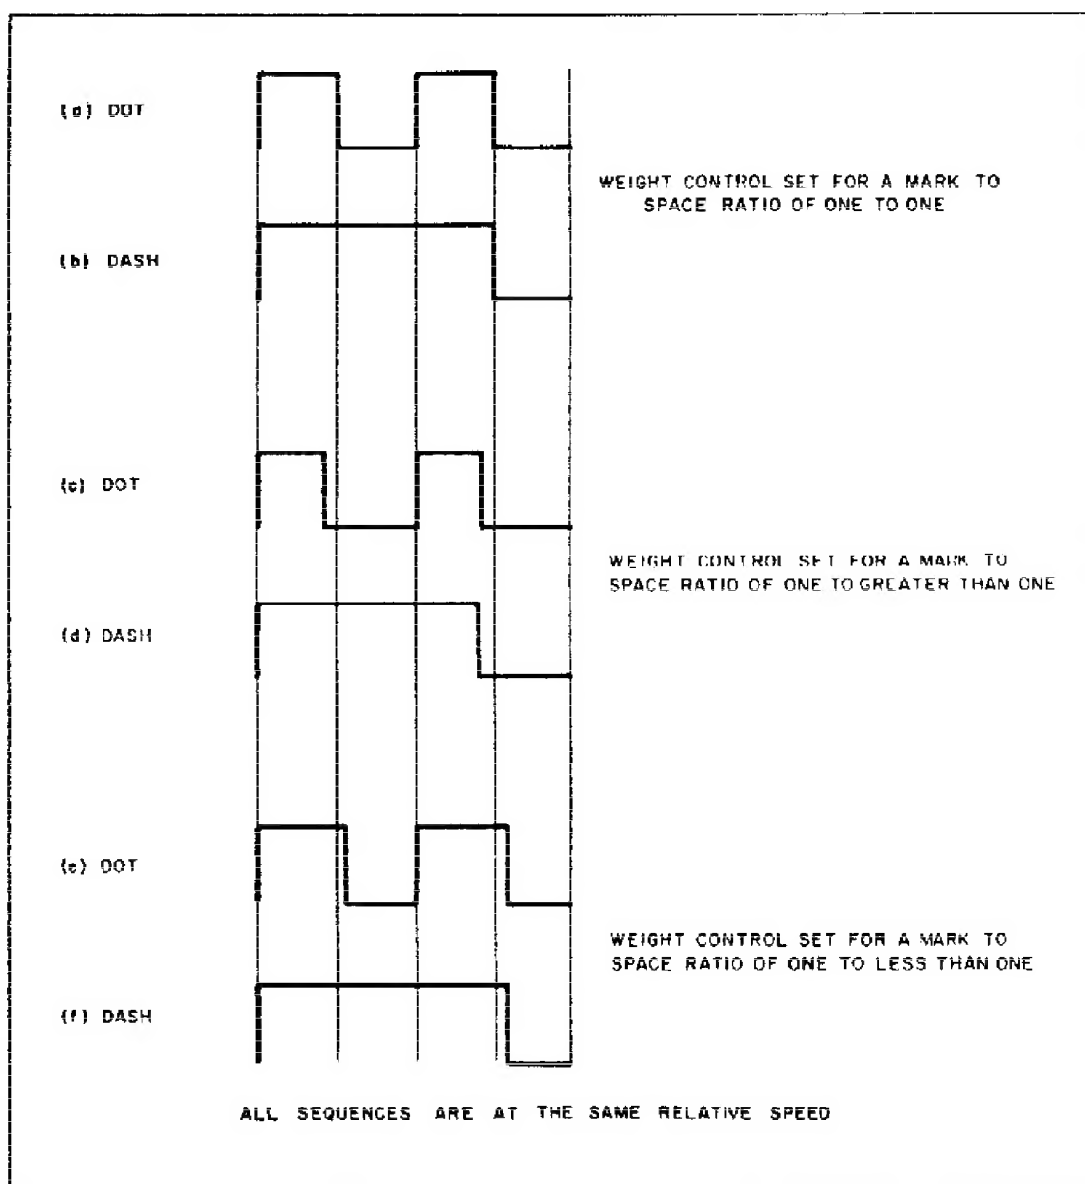 (a) DOT
WEIGHT CONTROL SET FOR A MARK TO
SPACE RATIO OF ONE TO ONE
(b) DASH
(c) DOT
WEIGHT CONTROL SET FOR A MARK TO
SPACE RATIO OF ONE TO GREATER THAN ONE
(d) DASH
(e) DOT
WEIGHT CONTROL SET FOR A MARK TO
SPACE RATIO OF ONE TO LESS THAN ONE
(f) DASH
ALL SEQUENCES ARE AT THE SAME RELATIVE SPEED